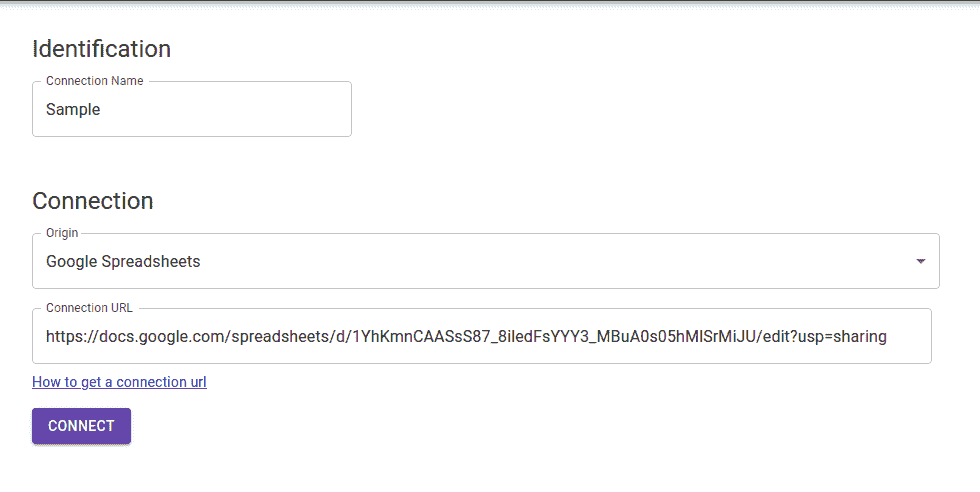 Identification
Connection Name
Sample
Connection
Origin
Google Spreadsheets
Connection URL
https://docs.google.com/spreadsheets/d/1YhKmnCAASsS87_8iledFsYYY3_MBuA0s05hMlSrMiJU/edit?usp=sharing
How to get a connection url
CONNECT